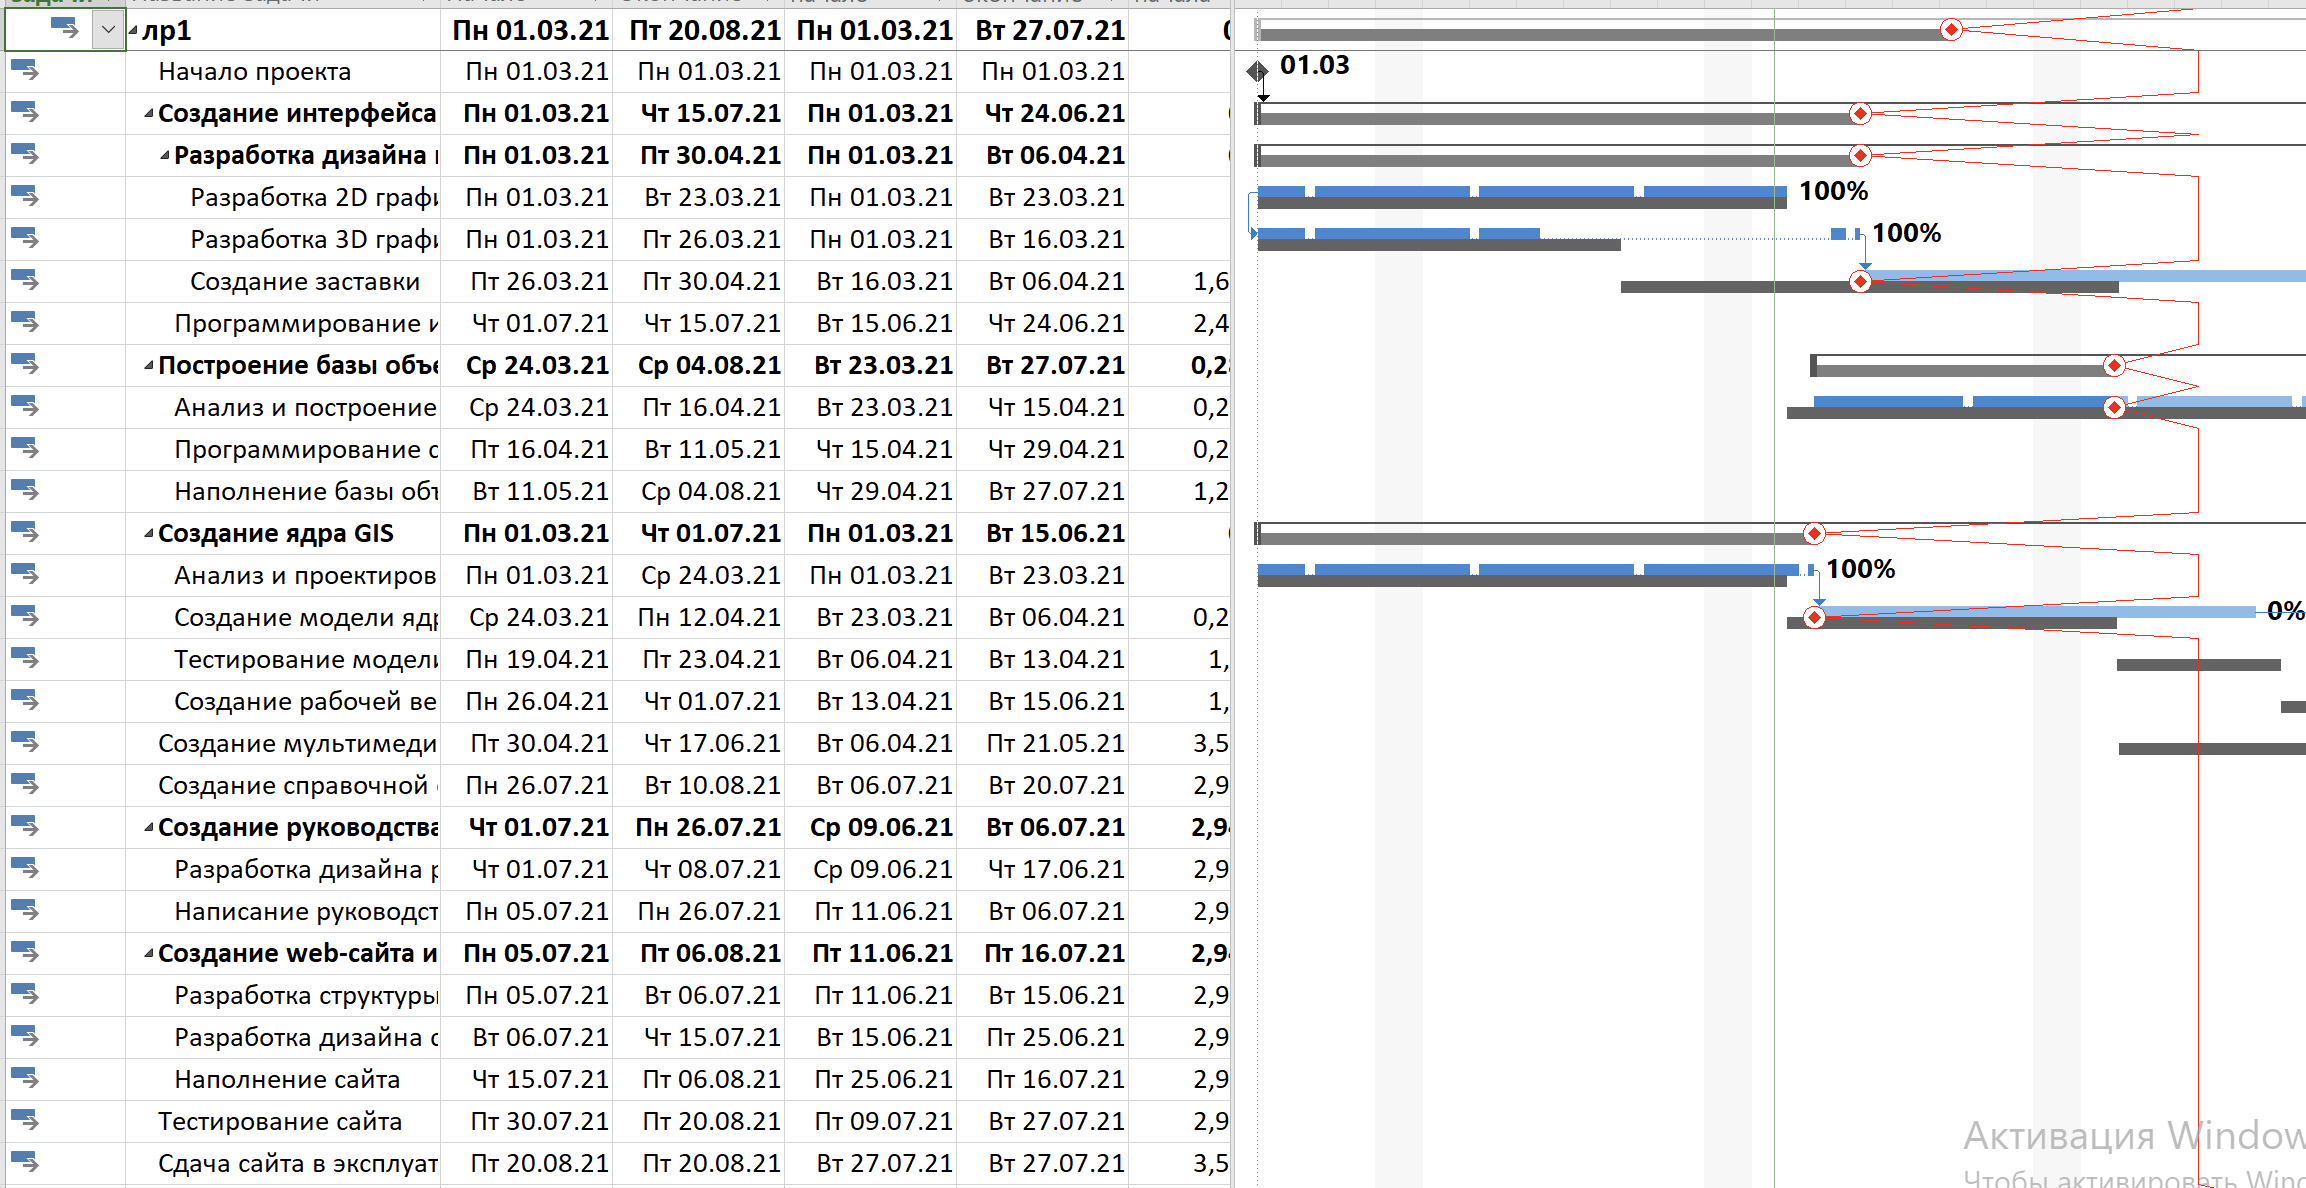 лр1 Пн 01.03.21 Пт 20.08.21 Пн 01.03.21 Вт 27.07.21 0
Начало проекта Пн 01.03.21 Пн 01.03.21 Пн 01.03.21 Пн 01.03.21 01.03
Создание интерфейса Пн 01.03.21 Чт 15.07.21 Пн 01.03.21 Чт 24.06.21
Разработка дизайна Пн 01.03.21 Пт 30.04.21 Пн 01.03.21 Вт 06.04.21
Разработка 2D графи Пн 01.03.21 Вт 23.03.21 Пн 01.03.21 Вт 23.03.21 100%
Разработка 3D графи Пн 01.03.21 Пт 26.03.21 Пн 01.03.21 Вт 16.03.21 100%
Создание заставки Пт 26.03.21 Пт 30.04.21 Вт 16.03.21 Вт 06.04.21 1,6
Программирование и Чт 01.07.21 Чт 15.07.21 Вт 15.06.21 Чт 24.06.21 2,4
Построение базы объе Ср 24.03.21 Ср 04.08.21 Вт 23.03.21 Вт 27.07.21 0,2
Анализ и построение Ср 24.03.21 Пт 16.04.21 Вт 23.03.21 Чт 15.04.21 0,2
Программирование с Пт 16.04.21 Вт 11.05.21 Чт 15.04.21 Чт 29.04.21 0,2
Наполнение базы объ Вт 11.05.21 Ср 04.08.21 Чт 29.04.21 Вт 27.07.21 1,2
Создание ядра GIS Пн 01.03.21 Чт 01.07.21 Пн 01.03.21 Вт 15.06.21
Анализ и проектиров Пн 01.03.21 Ср 24.03.21 Пн 01.03.21 Вт 23.03.21 100%
Создание модели ядр Ср 24.03.21 Пн 12.04.21 Вт 23.03.21 Вт 06.04.21 0,2 0%
Тестирование модели Пн 19.04.21 Пт 23.04.21 Вт 06.04.21 Вт 13.04.21 1,
Создание рабочей ве Пн 26.04.21 Чт 01.07.21 Вт 13.04.21 Вт 15.06.21 1,
Создание мультимеди Пт 30.04.21 Чт 17.06.21 Вт 06.04.21 Пт 21.05.21 3,5
Создание справочной Пн 26.07.21 Вт 10.08.21 Вт 06.07.21 Вт 20.07.21 2,9
Создание руководства Чт 01.07.21 Пн 26.07.21 Ср 09.06.21 Вт 06.07.21 2,9
Разработка дизайна р Чт 01.07.21 Чт 08.07.21 Ср 09.06.21 Чт 17.06.21 2,9
Написание руководст Пн 05.07.21 Пн 26.07.21 Пт 11.06.21 Вт 06.07.21 2,9
Создание web-сайта и Пн 05.07.21 Пт 06.08.21 Пт 11.06.21 Пт 16.07.21 2,9
Разработка структуры Пн 05.07.21 Вт 06.07.21 Пт 11.06.21 Вт 15.06.21 2,9
Разработка дизайна с Вт 06.07.21 Чт 15.07.21 Вт 15.06.21 Пт 25.06.21 2,9
Наполнение сайта Чт 15.07.21 Пт 06.08.21 Пт 25.06.21 Пт 16.07.21 2,9
Тестирование сайта Пт 30.07.21 Пт 20.08.21 Пт 09.07.21 Вт 27.07.21 2,9
Сдача сайта в эксплуат Пт 20.08.21 Пт 20.08.21 Вт 27.07.21 Вт 27.07.21 3,5
Активация Window
Чтобы активировать Wind